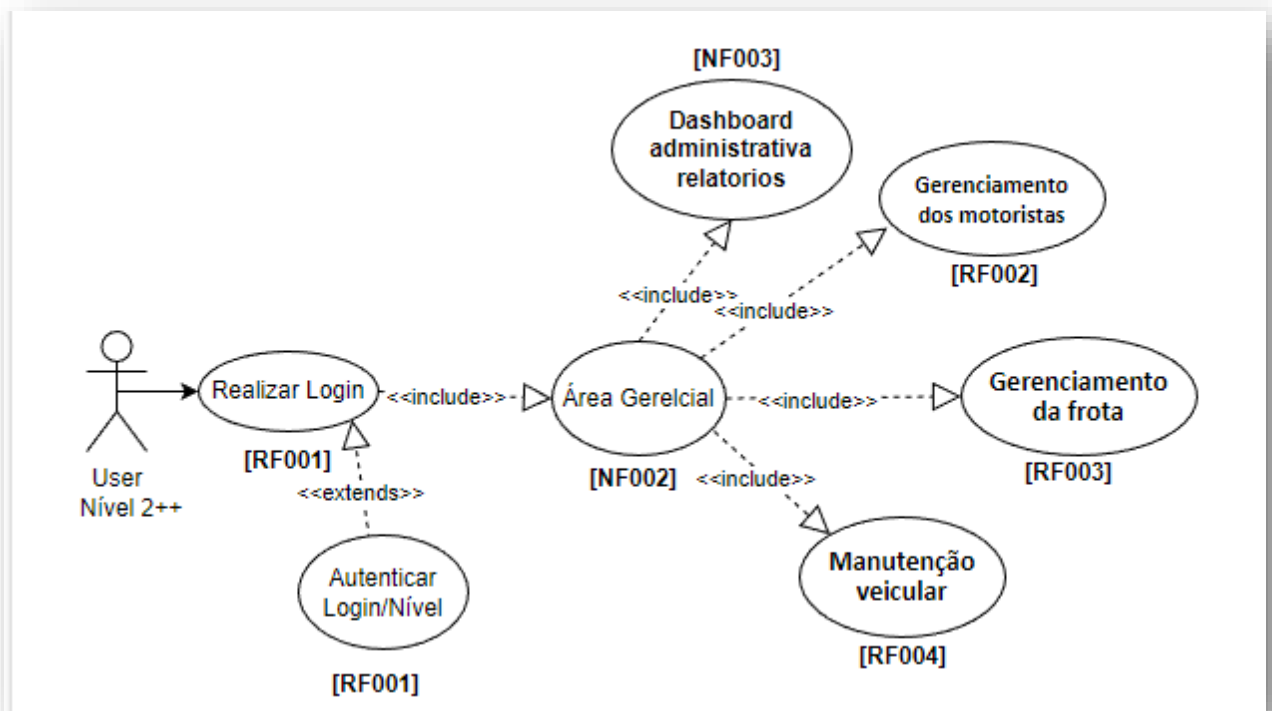 [NF003]
Dashboard
administrativa
relatorios
Gerenciamento
dos motoristas
[RF002]
<<include>>
<<include>>
Realizar Login
<<include>>
Área Gerelcial
<<include>>
Gerenciamento
da frota
[RF001]
[NF002]
<<include>>
[RF003]
User
Nível 2++
<<extends>>
Autenticar
Login/Nível
Manutenção
veicular
[RF001]
[RF004]